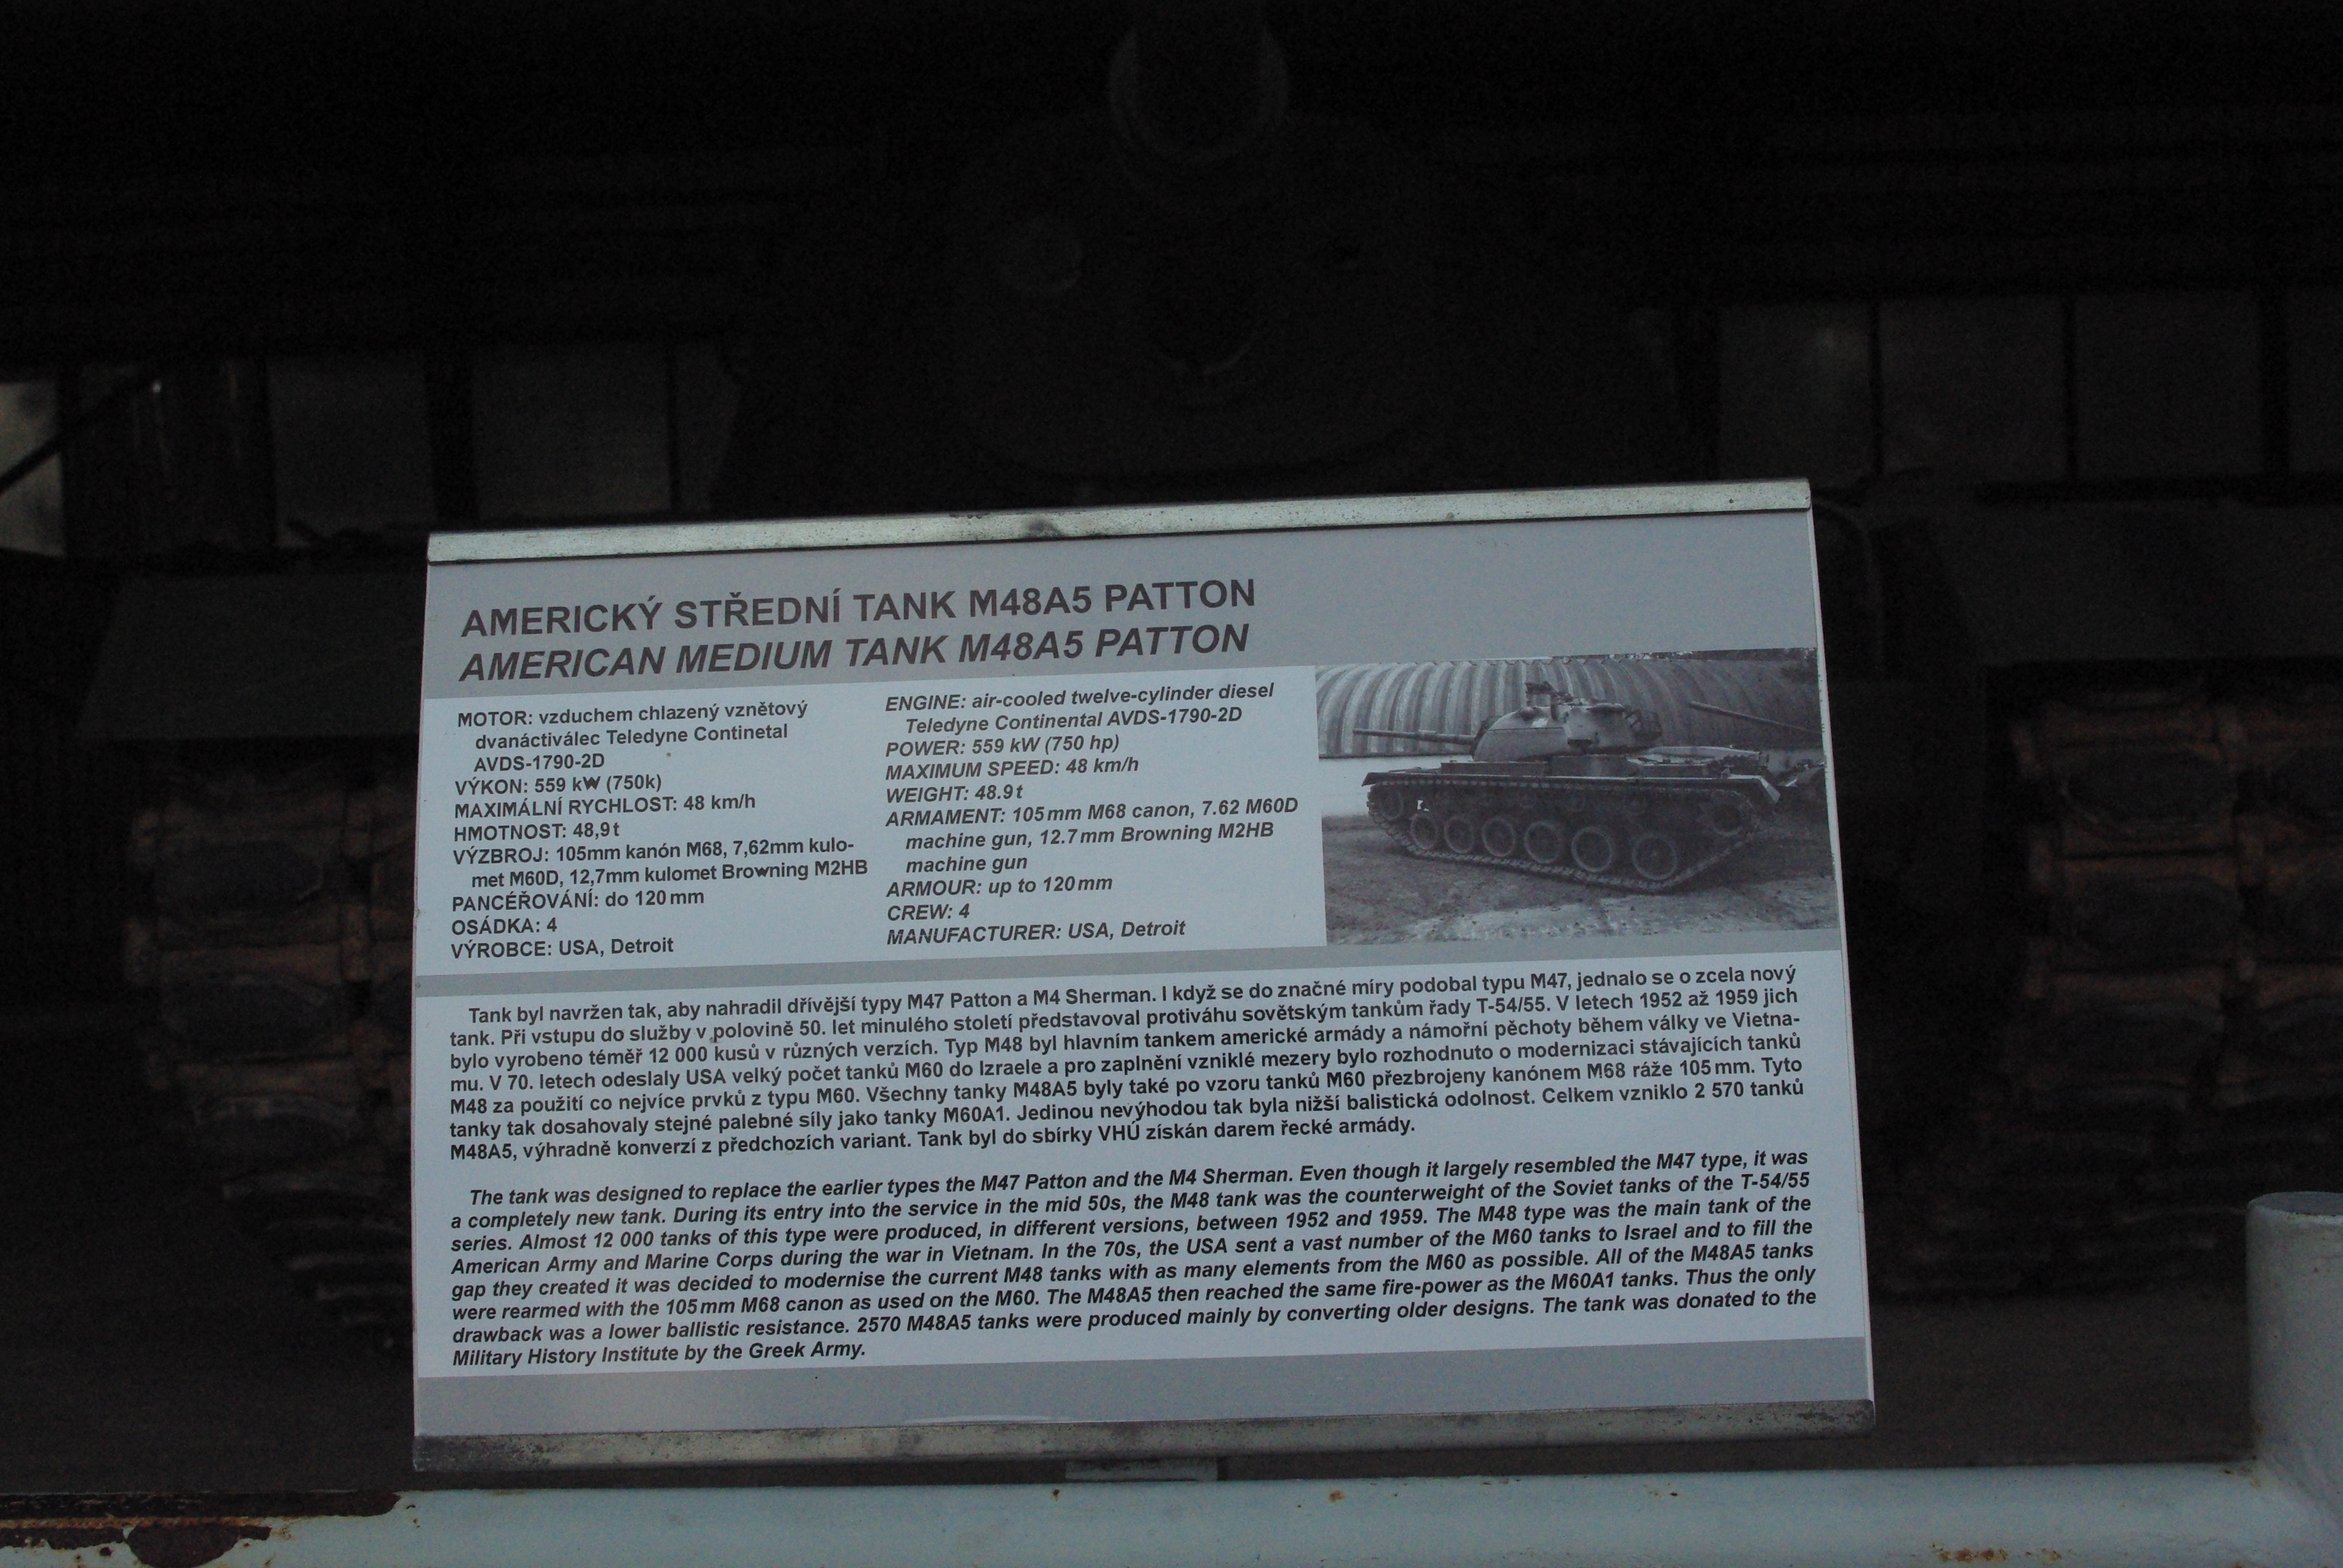 AMERICKÝ STŘEDNÍ TANK M48A5 PATTON
AMERICAN MEDIUM TANK M48A5 PATTON
MOTOR: vzduchem chlazený vznětový
dvanáctiválec Teledyne Continetal
AVDS-1790-2D
VÝKON: 559 kW (750k)
MAXIMÁLNÍ RYCHLOST: 48 km/h
HMOTNOST: 48,9 t
VÝZBROJ: 105mm kanón M68, 7,62mm kulo-
met M60D, 12,7mm kulomet Browning M2HB
PANCÉŘOVÁNÍ: do 120 mm
OSÁDKA: 4
VÝROBCE: USA, Detroit
ENGINE: air-cooled twelve-cylinder diesel
Teledyne Continental AVDS-1790-2D
POWER: 559 kW (750 hp)
MAXIMUM SPEED: 48 km/h
WEIGHT: 48.9 t
ARMAMENT: 105 mm M68 canon, 7.62 M60D
machine gun, 12.7 mm Browning M2HB
machine gun
ARMOUR: up to 120 mm
CREW: 4
MANUFACTURER: USA, Detroit
Tank byl navržen tak, aby nahradil dřívější typy M47 Patton a M4 Sherman. I když se do značné míry podobal typu M47, jednalo se o zcela nový
tank. Při vstupu do služby v polovině 50. let minulého století představoval protiváhu sovětským tankům řady T-54/55. V letech 1952 až 1959 jich
bylo vyrobeno téměř 12 000 kusů v různých verzích. Typ M48 byl hlavním tankem americké armády a námořní pěchoty během války ve Vietna-
mu. V 70. letech odeslaly USA velký počet tanků M60 do Izraele a pro zaplnění vzniklé mezery bylo rozhodnuto o modernizaci stávajících tanků
M48 za použití co nejvíce prvků z typu M60. Všechny tanky M48A5 byly také po vzoru tanků M60 přezbrojeny kanónem M68 ráže 105 mm. Tyto
tanky tak dosahovaly stejné palebné síly jako tanky M60A1. Jedinou nevýhodou tak byla nižší balistická odolnost. Celkem vzniklo 2 570 tanků
M48A5, výhradně konverzí z předchozích variant. Tank byl do sbírky VHÚ získán darem řecké armády.
The tank was designed to replace the earlier types the M47 Patton and the M4 Sherman. Even though it largely resembled the M47 type, it was
a completely new tank. During its entry into the service in the mid 50s, the M48 tank was the counterweight of the Soviet tanks of the T-54/55
series. Almost 12 000 tanks of this type were produced, in different versions, between 1952 and 1959. The M48 type was the main tank of the
American Army and Marine Corps during the war in Vietnam. In the 70s, the USA sent a vast number of the M60 tanks to Israel and to fill the
gap they created it was decided to modernise the current M48 tanks with as many elements from the M60 as possible. All of the M48A5 tanks
were rearmed with the 105 mm M68 canon as used on the M60. The M48A5 then reached the same fire-power as the M60A1 tanks. Thus the only
drawback was a lower ballistic resistance. 2570 M48A5 tanks were produced mainly by converting older designs. The tank was donated to the
Military History Institute by the Greek Army.